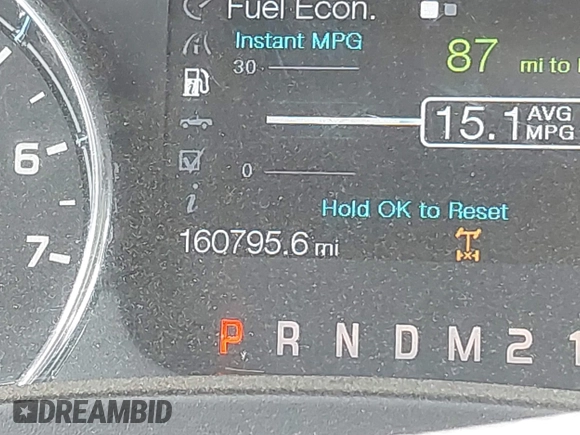 Fuel Econ.
Instant MPG
87 mi to
30
15.1 AVG MPG
0
Hold OK to Reset
160795.6 mi
6
7
P R N D M 2 1
DREAMBID